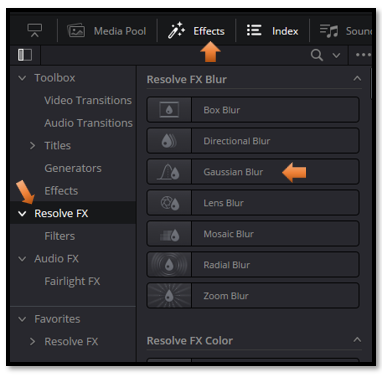 Media Pool
Effects
Index
Soun
Toolbox
Video Transitions
Audio Transitions
Titles
Generators
Effects
Resolve FX
Filters
Audio FX
Fairlight FX
Favorites
Resolve FX
Resolve FX Blur
Box Blur
Directional Blur
Gaussian Blur
Lens Blur
Mosaic Blur
Radial Blur
Zoom Blur
Resolve FX Color